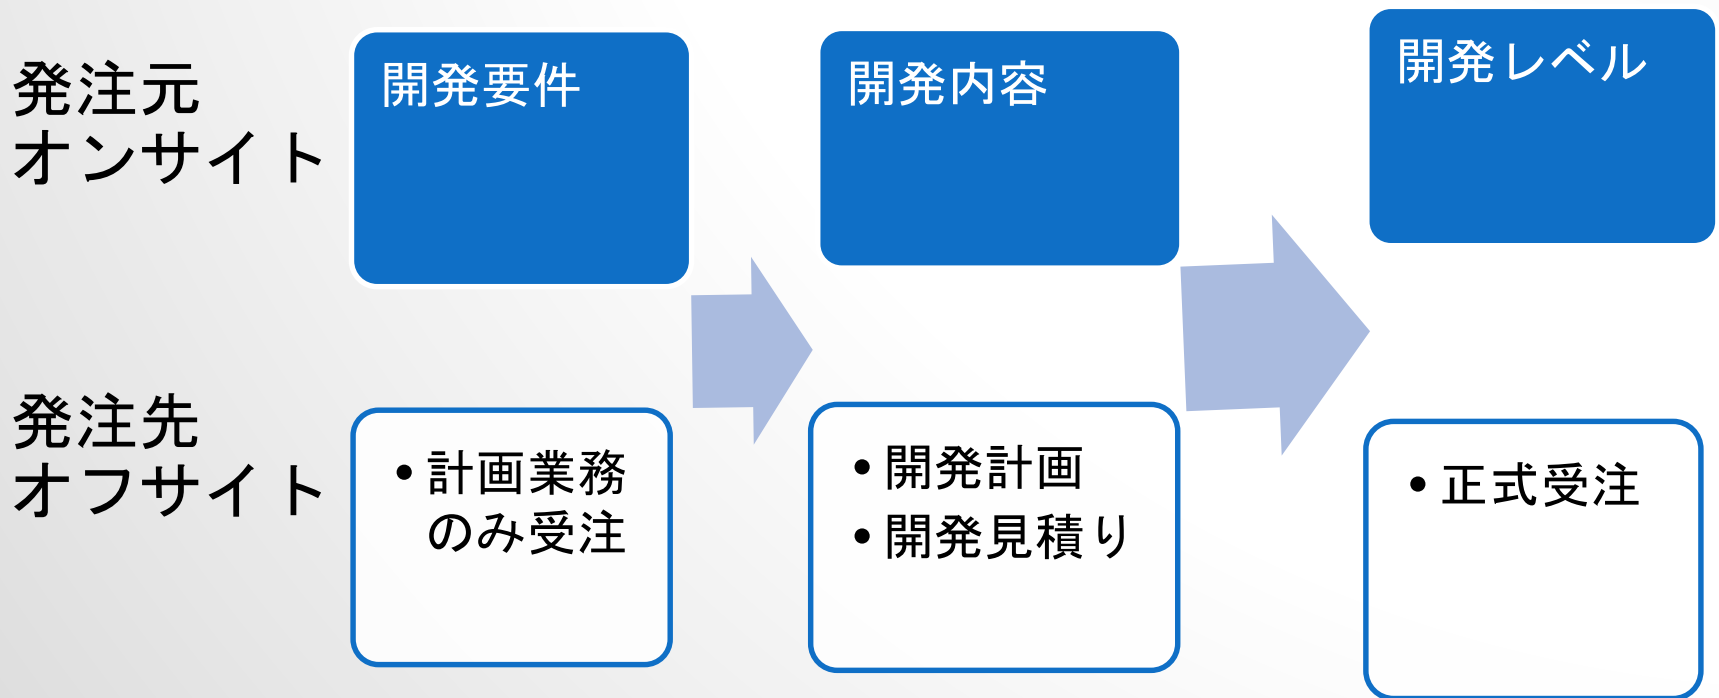 発注元
オンサイト
開発要件
開発内容
開発レベル
発注先
オフサイト
•計画業務
のみ受注
•開発計画
•開発見積り
•正式受注